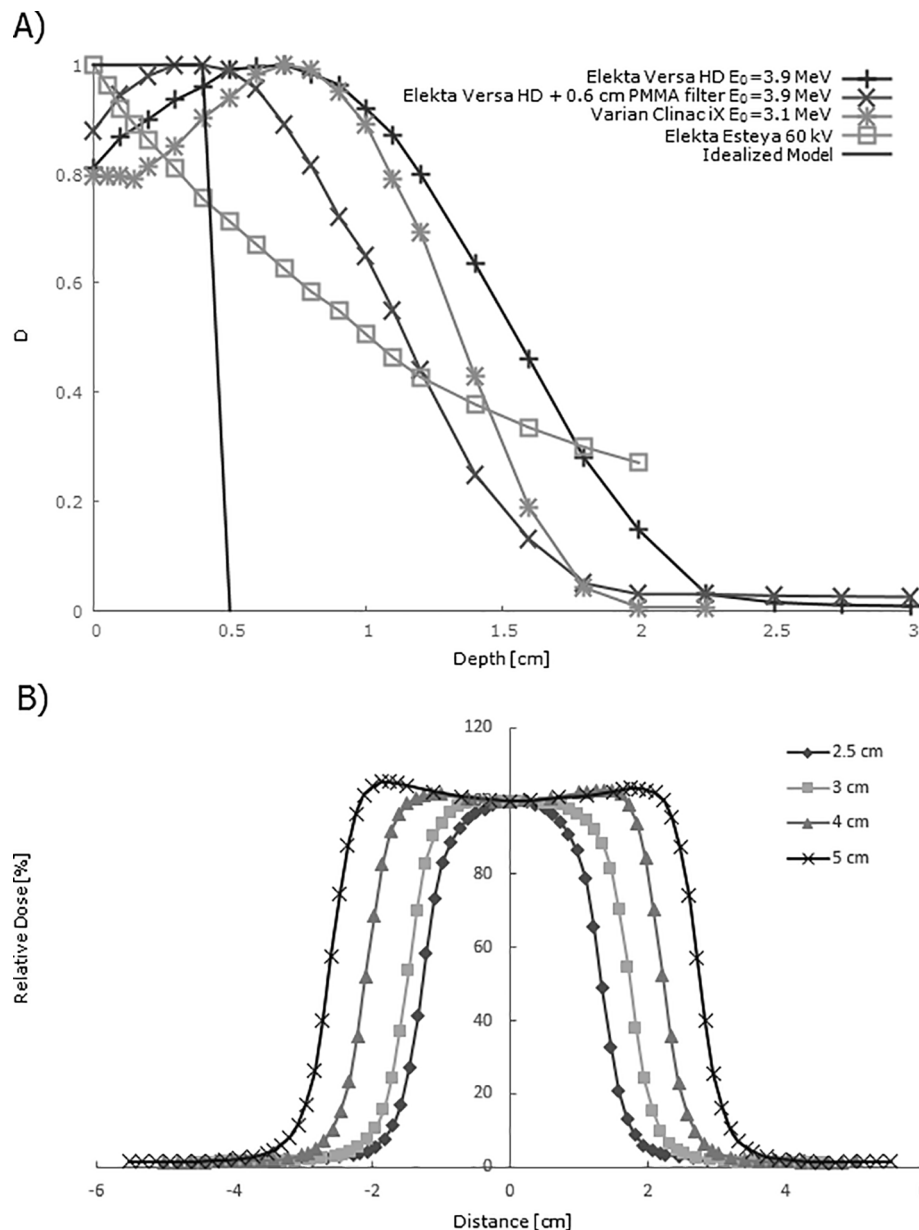 A)
Elekta Versa HD E₀=3.9 MeV
Elekta Versa HD + 0.6 cm PMMA filter E₀=3.9 MeV
Varian Clinac iX E₀=3.1 MeV
Elekta Esteya 60 kV
Idealized Model
1
0.8
0.6
0.4
0.2
0
D
0 0.5 1 1.5 2 2.5 3
Depth [cm]
B)
120
80
60
40
20
0
2.5 cm
3 cm
4 cm
5 cm
Relative Dose [%]
-6 -4 -2 0 2 4
Distance [cm]